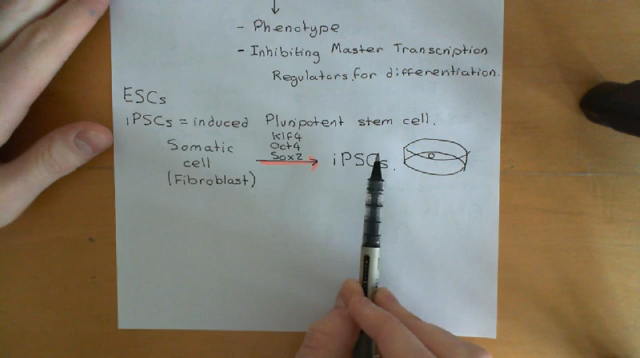 - Phenotype
- Inhibiting Master Transcription
Regulators for differentiation.
ESCs
iPSCs = induced Pluripotent stem cell.
Somatic cell (Fibroblast)
Klf4
Oct4
Sox2
iPSCs.